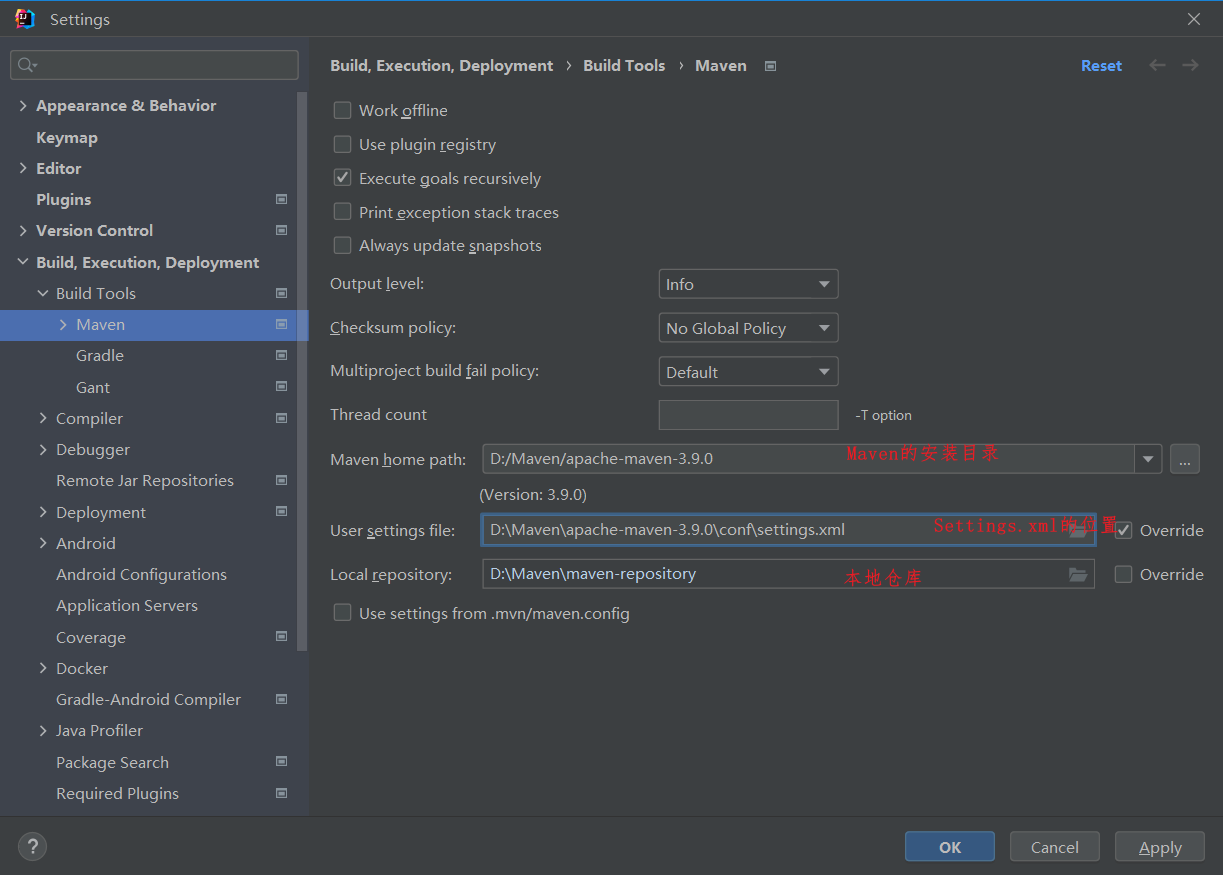 Settings
Build, Execution, Deployment › Build Tools › Maven Reset
Appearance & Behavior
Keymap
Editor
Plugins
Version Control
Build, Execution, Deployment
Build Tools
Maven
Gradle
Gant
Compiler
Debugger
Remote Jar Repositories
Deployment
Android
Android Configurations
Application Servers
Coverage
Docker
Gradle-Android Compiler
Java Profiler
Package Search
Required Plugins
Work offline
Use plugin registry
Execute goals recursively
Print exception stack traces
Always update snapshots
Output level: Info
Checksum policy: No Global Policy
Multiproject build fail policy: Default
Thread count -T option
Maven home path: D:/Maven/apache-maven-3.9.0 Maven的安装目录 ...
(Version: 3.9.0)
User settings file: D:\Maven\apache-maven-3.9.0\conf\settings.xml Settings.xml的位置 Override
Local repository: D:\Maven\maven-repository 本地仓库 Override
Use settings from .mvn/maven.config
? OK Cancel Apply